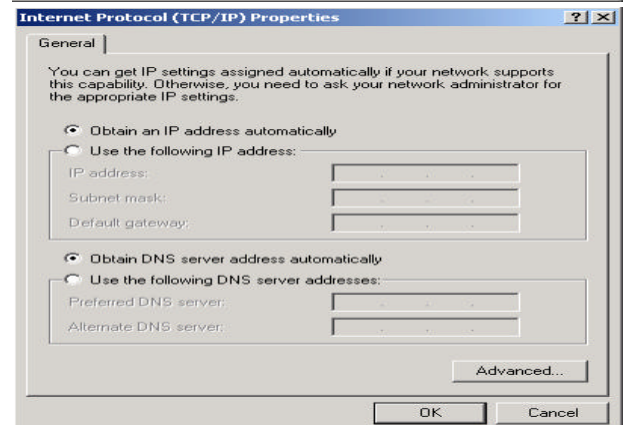 Internet Protocol (TCP/IP) Properties
General
You can get IP settings assigned automatically if your network supports
this capability. Otherwise, you need to ask your network administrator for
the appropriate IP settings.
Obtain an IP address automatically
Use the following IP address:
IP address:
Subnet mask:
Default gateway:
Obtain DNS server address automatically
Use the following DNS server addresses:
Preferred DNS server:
Alternate DNS server:
Advanced...
OK
Cancel